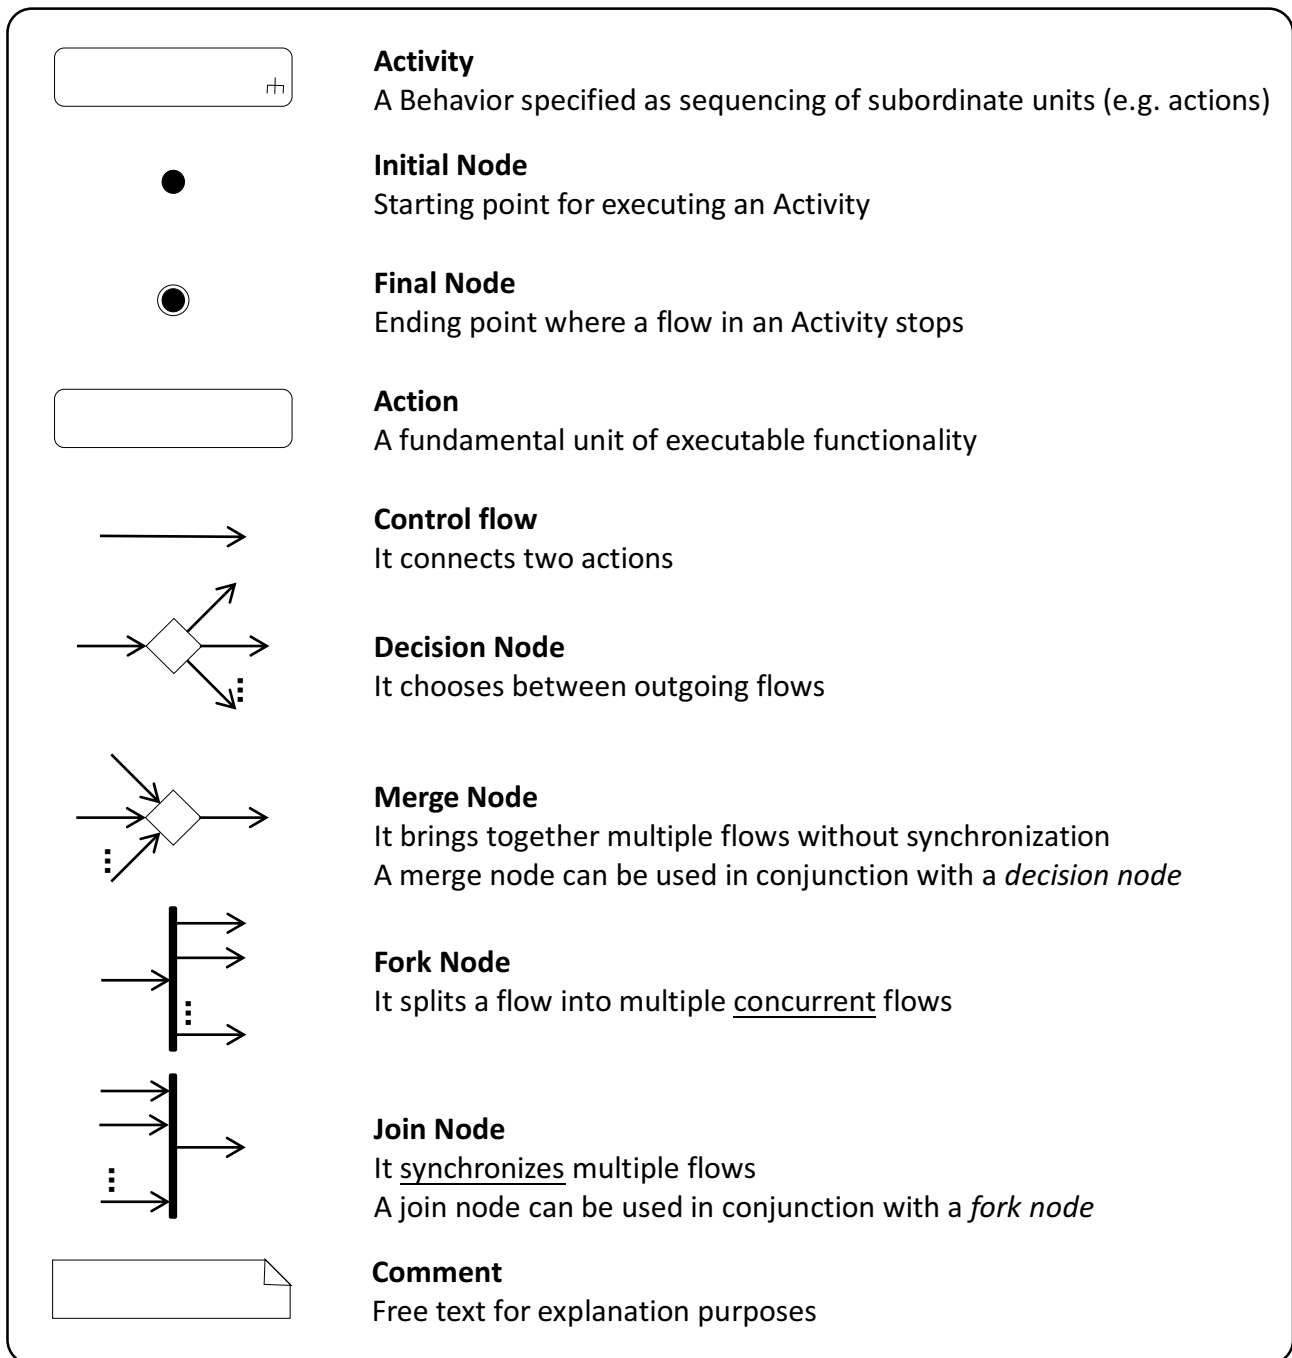 Activity
A Behavior specified as sequencing of subordinate units (e.g. actions)
Initial Node
Starting point for executing an Activity
Final Node
Ending point where a flow in an Activity stops
Action
A fundamental unit of executable functionality
Control flow
It connects two actions
Decision Node
It chooses between outgoing flows
Merge Node
It brings together multiple flows without synchronization
A merge node can be used in conjunction with a decision node
Fork Node
It splits a flow into multiple concurrent flows
Join Node
It synchronizes multiple flows
A join node can be used in conjunction with a fork node
Comment
Free text for explanation purposes